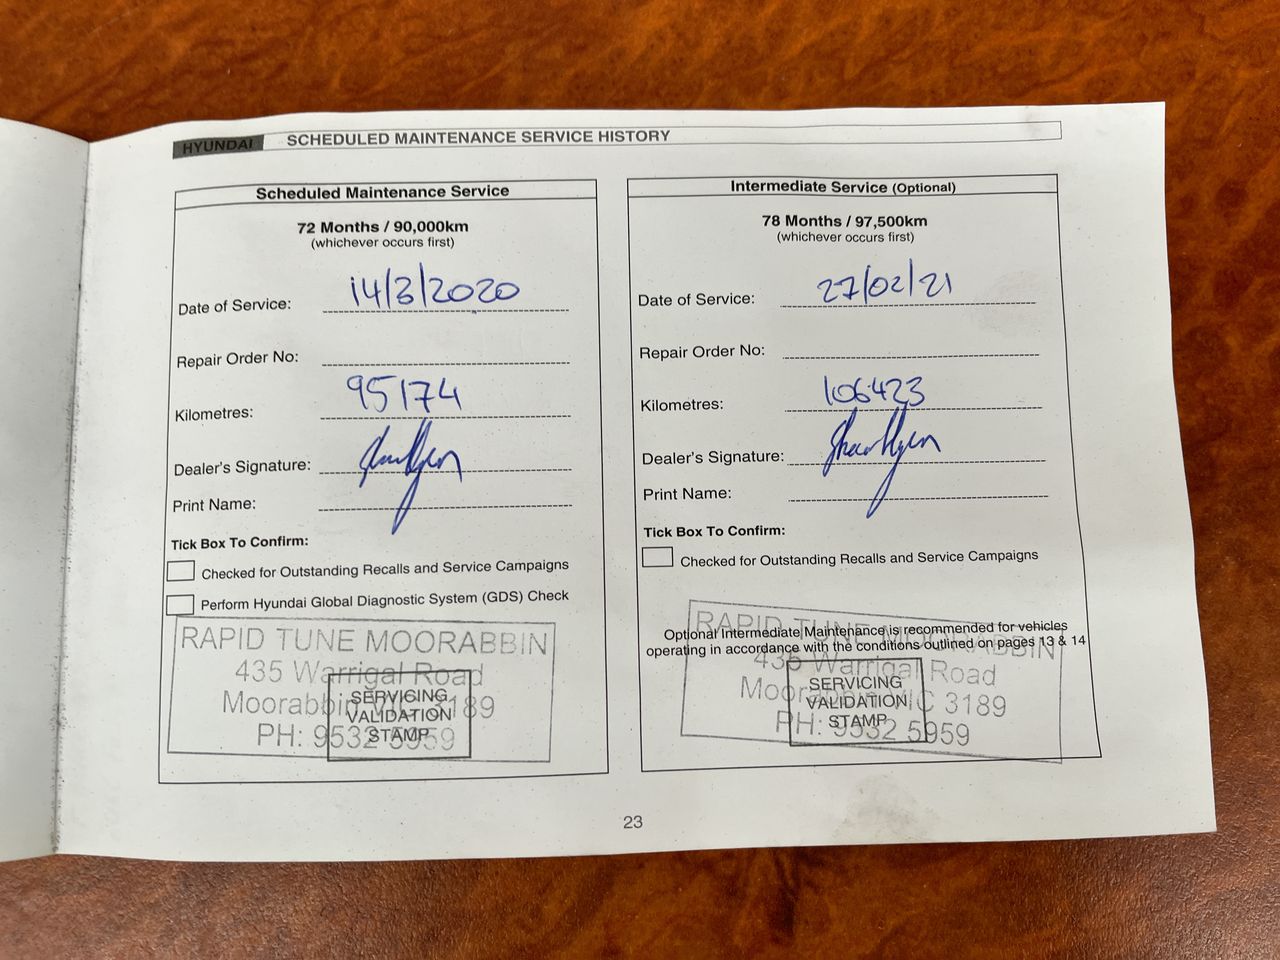 HYUNDAI SCHEDULED MAINTENANCE SERVICE HISTORY
Scheduled Maintenance Service
72 Months / 90,000km
(whichever occurs first)
Date of Service: 14/3/2020
Repair Order No:
Kilometres: 95174
Dealer's Signature:
Print Name:
Tick Box To Confirm:
Checked for Outstanding Recalls and Service Campaigns
Perform Hyundai Global Diagnostic System (GDS) Check
RAPID TUNE MOORABBIN
435 Warrigal Road
Moorabbin VIC 3189
PH: 9532 5959
SERVICING
VALIDATION
STAMP
Intermediate Service (Optional)
78 Months / 97,500km
(whichever occurs first)
Date of Service: 27/02/21
Repair Order No:
Kilometres: 106423
Dealer's Signature:
Print Name:
Tick Box To Confirm:
Checked for Outstanding Recalls and Service Campaigns
Optional Intermediate Maintenance is recommended for vehicles
operating in accordance with the conditions outlined on pages 13 & 14
RAPID TUNE MOORABBIN
435 Warrigal Road
Moorabbin VIC 3189
PH: 9532 5959
SERVICING
VALIDATION
STAMP
23